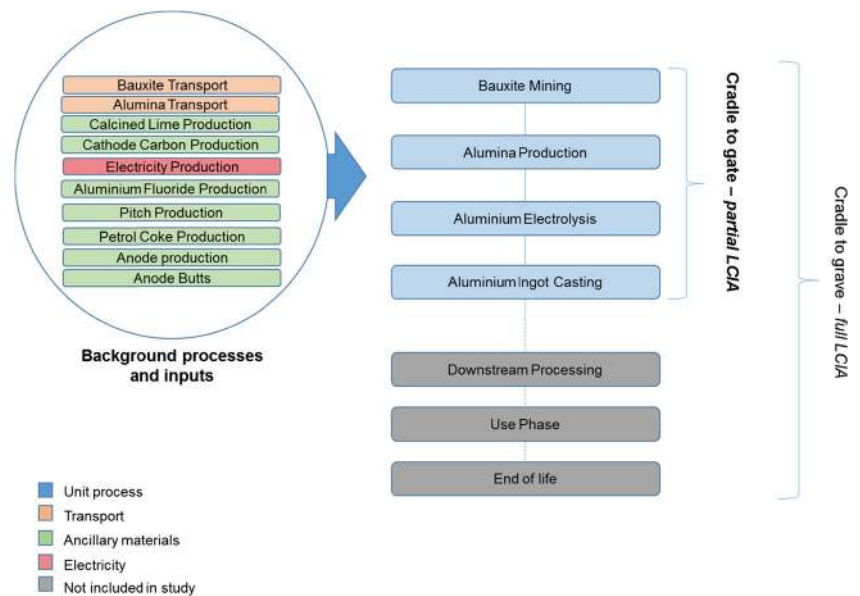 Bauxite Transport
Alumina Transport
Calcined Lime Production
Cathode Carbon Production
Electricity Production
Aluminium Fluoride Production
Pitch Production
Petrol Coke Production
Anode production
Anode Butts
Background processes
and inputs
Bauxite Mining
Alumina Production
Aluminium Electrolysis
Aluminium Ingot Casting
Downstream Processing
Use Phase
End of life
Cradle to gate – partial LCIA
Cradle to grave – full LCIA
Unit process
Transport
Ancillary materials
Electricity
Not included in study